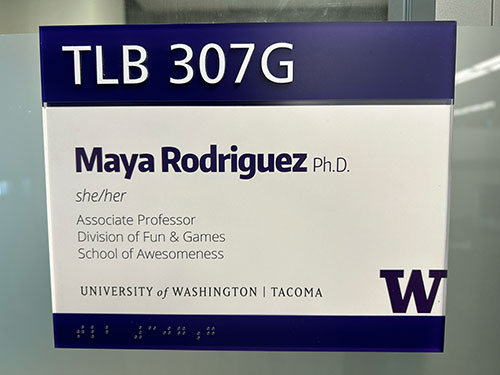 TLB 307G
Maya Rodriguez Ph.D.
she/her
Associate Professor
Division of Fun & Games
School of Awesomeness
UNIVERSITY of WASHINGTON | TACOMA
W